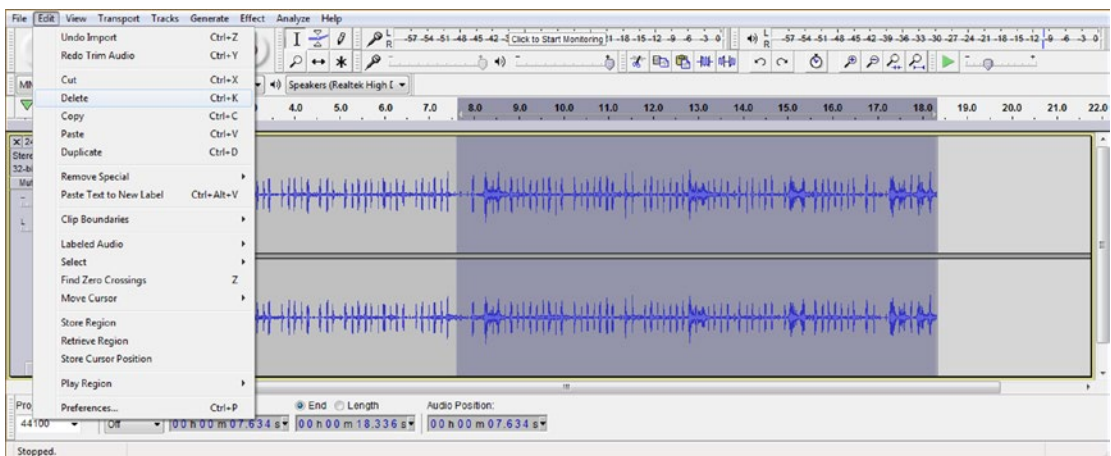 File Edit View Transport Tracks Generate Effect Analyze Help
Undo Import Ctrl+Z
Redo Trim Audio Ctrl+Y
Cut Ctrl+X
Delete Ctrl+K
Copy Ctrl+C
Paste Ctrl+V
Duplicate Ctrl+D
Remove Special
Paste Text to New Label Ctrl+Alt+V
Clip Boundaries
Labeled Audio
Select
Find Zero Crossings Z
Move Cursor
Store Region
Retrieve Region
Store Cursor Position
Play Region
Preferences... Ctrl+P
L R -57 -54 -51 -48 -45 -42 Click to Start Monitoring -18 -15 -12 -9 -6 -3 0
L R -57 -54 -51 -48 -45 -42 -39 -36 -33 -30 -27 -24 -21 -18 -15 -12 -9 -6 -3 0
Speakers (Realtek High
4.0 5.0 6.0 7.0 8.0 9.0 10.0 11.0 12.0 13.0 14.0 15.0 16.0 17.0 18.0 19.0 20.0 21.0 22.0
End Length Audio Position:
44100 Off 00 h 00 m 07.634 s 00 h 00 m 18.336 s 00 h 00 m 07.634 s
Stopped.